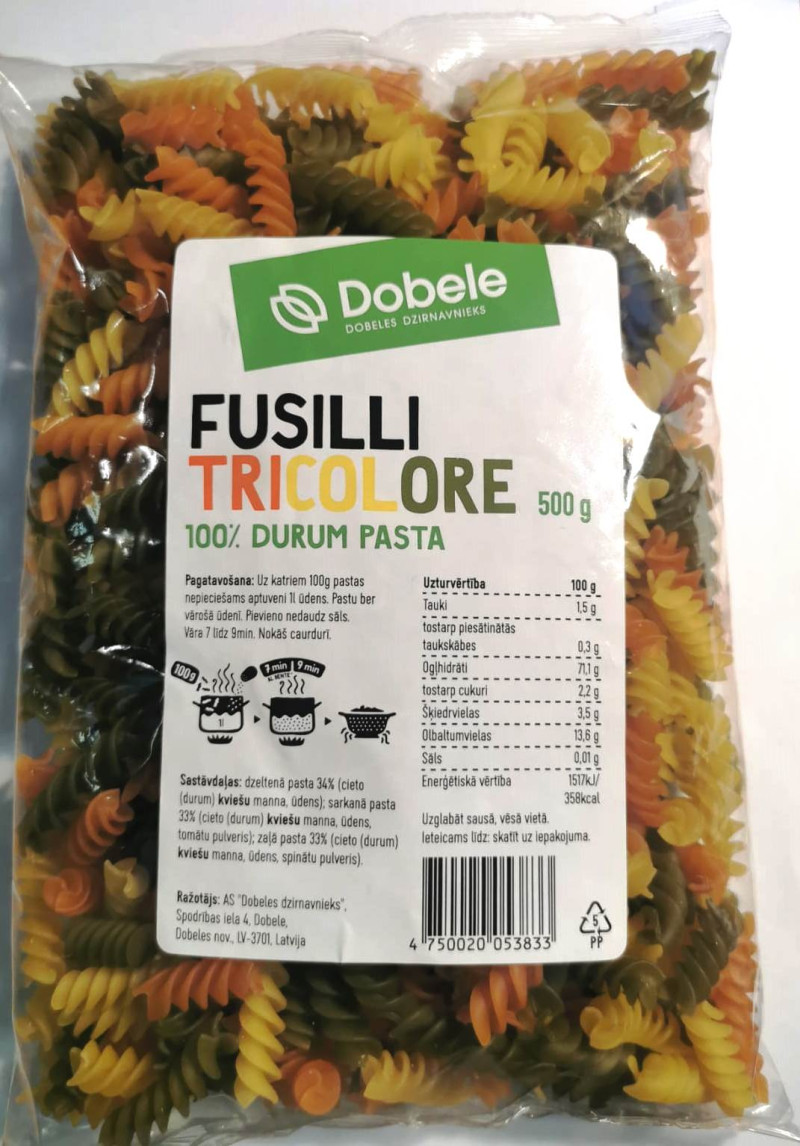 Dobele
DOBELES DZIRNAVNIEKS
FUSILLI
TRICOLORE 500 g
100% DURUM PASTA
Pagatavošana: Uz katriem 100g pastas
nepieciešams aptuveni 1l ūdens. Pastu ber
vārošā ūdenī. Pievieno nedaudz sāls.
Vāra 7 līdz 9min. Nokāš caurdurī.
100g
1l
7 min | 9 min
AL DENTE
Sastāvdaļas: dzeltenā pasta 34% (cieto
(durum) kviešu manna, ūdens); sarkanā pasta
33% (cieto (durum) kviešu manna, ūdens,
tomātu pulveris); zaļā pasta 33% (cieto (durum)
kviešu manna, ūdens, spinātu pulveris).
Ražotājs: AS "Dobeles dzirnavnieks",
Spodrības iela 4, Dobele,
Dobeles nov., LV-3701, Latvija
Uzturvērtība 100 g
Tauki 1,5 g
tostarp piesātinātās
taukskābes 0,3 g
Ogļhidrāti 71,1 g
tostarp cukuri 2,2 g
Šķiedrvielas 3,5 g
Olbaltumvielas 13,6 g
Sāls 0,01 g
Enerģētiskā vērtība 1517kJ/
358kcal
Uzglabāt sausā, vēsā vietā.
Ieteicams līdz: skatīt uz iepakojuma.
4 750020 053833
5
PP